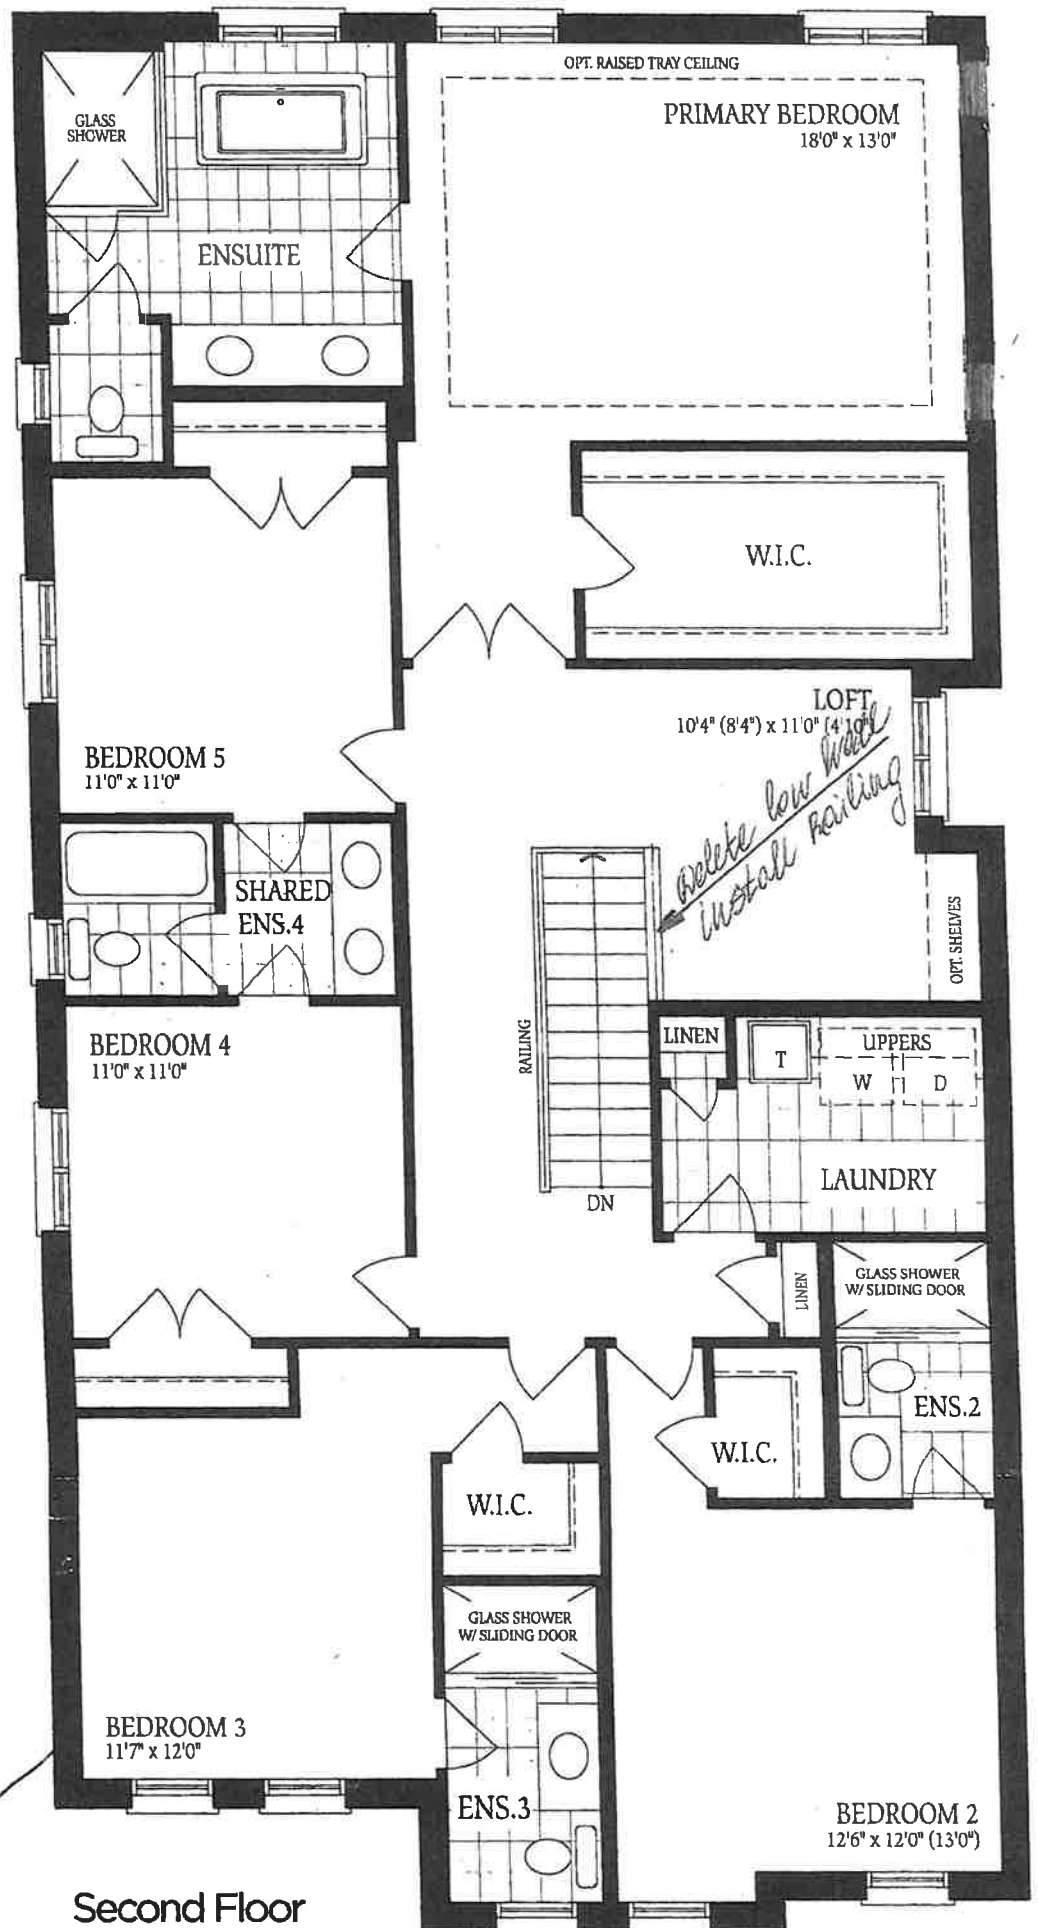 OPT. RAISED TRAY CEILING
PRIMARY BEDROOM
18'0" x 13'0"
GLASS
SHOWER
ENSUITE
W.I.C.
LOFT
10'4" (8'4") x 11'0" (4'10")
Delete low wall
install Railing
BEDROOM 5
11'0" x 11'0"
SHARED
ENS.4
OPT. SHELVES
RAILING
BEDROOM 4
11'0" x 11'0"
LINEN
T
UPPERS
W D
LAUNDRY
DN
LINEN
GLASS SHOWER
W/ SLIDING DOOR
ENS.2
W.I.C.
W.I.C.
GLASS SHOWER
W/ SLIDING DOOR
BEDROOM 3
11'7" x 12'0"
ENS.3
BEDROOM 2
12'6" x 12'0" (13'0")
Second Floor